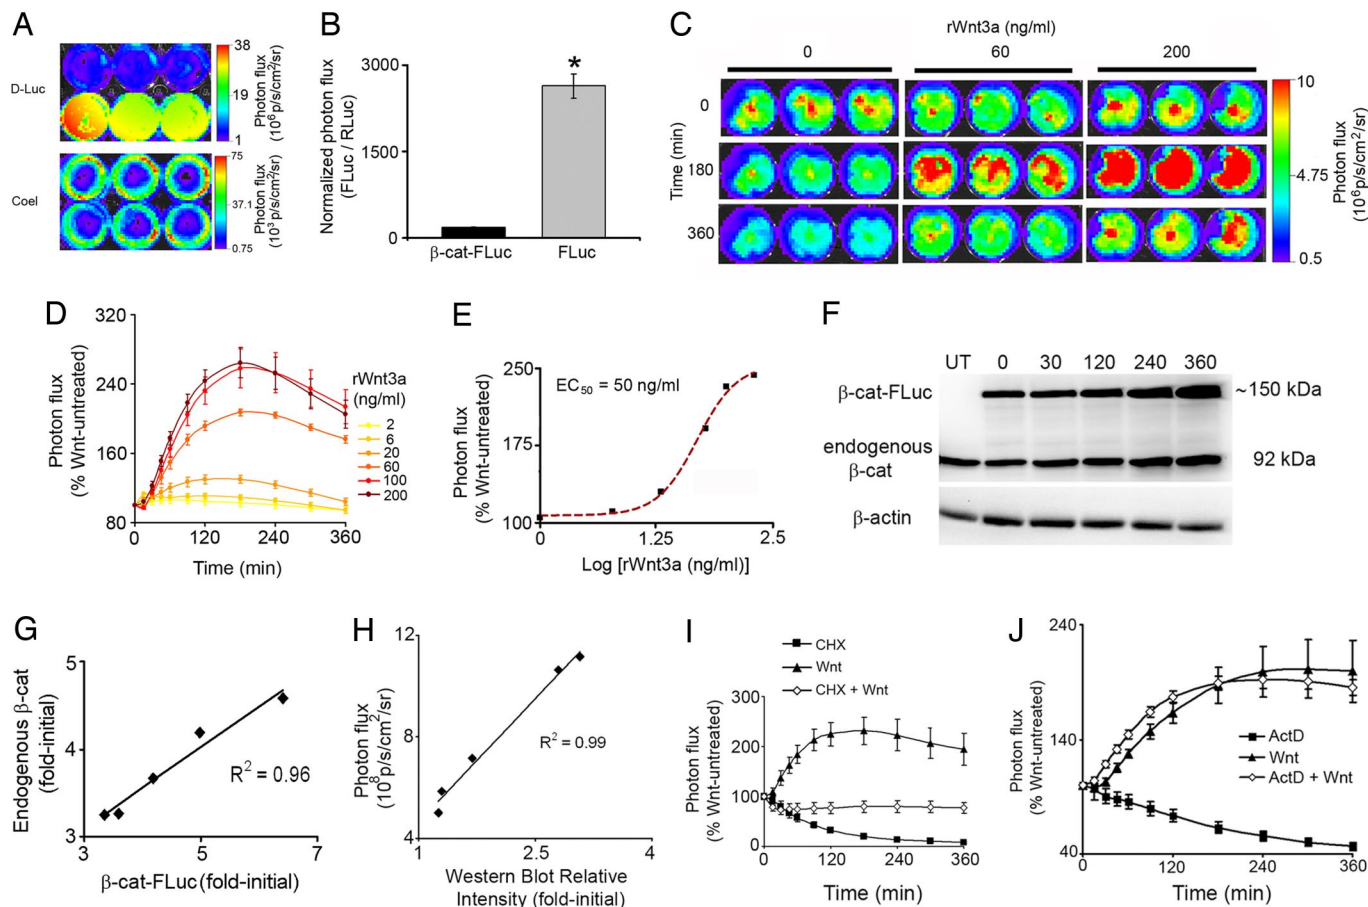 A
D-Luc
Coel
38
19
1
Photon flux
(10⁶p/s/cm²/sr)
75
37.1
0.75
Photon flux
(10³ p/s/cm²/sr)
B
Normalized photon flux
(FLuc / RLuc)
3000
1500
0
*
β-cat-FLuc
FLuc
C
rWnt3a (ng/ml)
0
60
200
Time (min)
0
180
360
10
4.75
0.5
Photon flux
(10⁶p/s/cm²/sr)
D
Photon flux
(% Wnt-untreated)
320
240
160
80
0
120
240
360
Time (min)
rWnt3a
(ng/ml)
2
6
20
60
100
200
E
Photon flux
(% Wnt-untreated)
250
175
100
EC₅₀ = 50 ng/ml
0
1.25
2.5
Log [rWnt3a (ng/ml)]
F
UT 0 30 120 240 360
β-cat-FLuc
~150 kDa
endogenous
β-cat
92 kDa
β-actin
G
Endogenous β-cat
(fold-initial)
5
4
3
R² = 0.96
3
5
7
β-cat-FLuc (fold-initial)
H
Photon flux
(10⁸p/s/cm²/sr)
12
8
4
R² = 0.99
1
2.5
4
Western Blot Relative
Intensity (fold-initial)
I
CHX
Wnt
CHX + Wnt
Photon flux
(% Wnt-untreated)
300
200
100
0
0
120
240
360
Time (min)
J
Photon flux
(% Wnt-untreated)
240
140
40
ActD
Wnt
ActD + Wnt
0
120
240
360
Time (min)